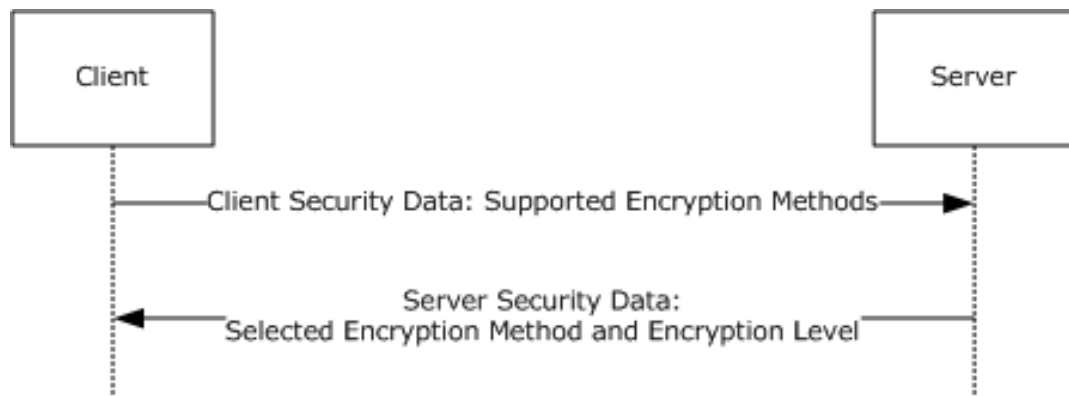 Client
Server
Client Security Data: Supported Encryption Methods
Server Security Data:
Selected Encryption Method and Encryption Level